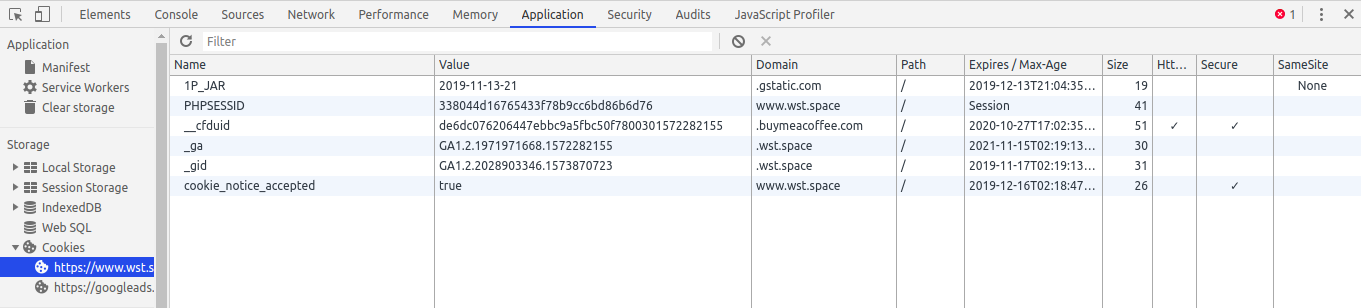 Elements Console Sources Network Performance Memory Application Security Audits JavaScript Profiler 1
Application
Manifest
Service Workers
Clear storage
Storage
Local Storage
Session Storage
IndexedDB
Web SQL
Cookies
https://www.wst.s
https://googleads.
Filter
Name Value Domain Path Expires / Max-Age Size Htt... Secure SameSite
1P_JAR 2019-11-13-21 .gstatic.com / 2019-12-13T21:04:35... 19 None
PHPSESSID 338044d16765433f78b9cc6bd86b6d76 www.wst.space / Session 41
__cfduid de6dc076206447ebbc9a5fbc50f7800301572282155 .buymeacoffee.com / 2020-10-27T17:02:35... 51 ✓ ✓
_ga GA1.2.1971971668.1572282155 .wst.space / 2021-11-15T02:19:13... 30
_gid GA1.2.2028903346.1573870723 .wst.space / 2019-11-17T02:19:13... 31
cookie_notice_accepted true www.wst.space / 2019-12-16T02:18:47... 26 ✓